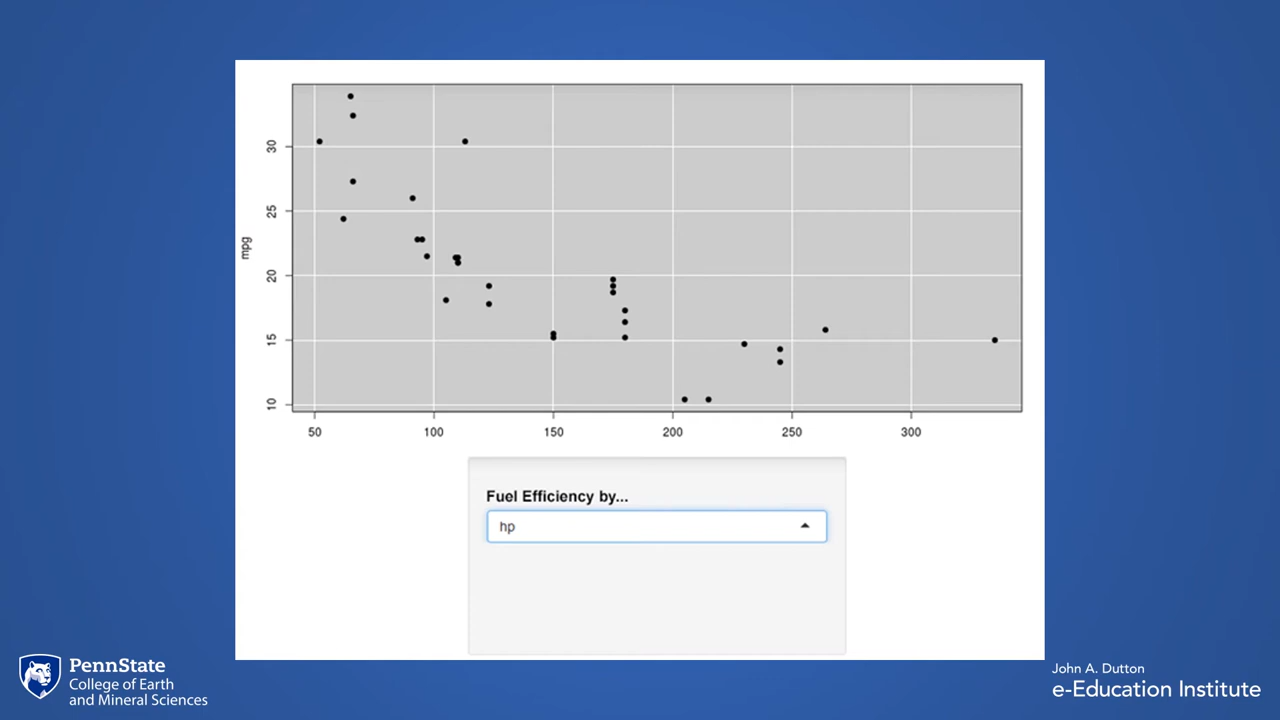 30
25
20
15
10
mpg
50 100 150 200 250 300
Fuel Efficiency by...
hp
PennState
College of Earth
and Mineral Sciences
John A. Dutton
e-Education Institute